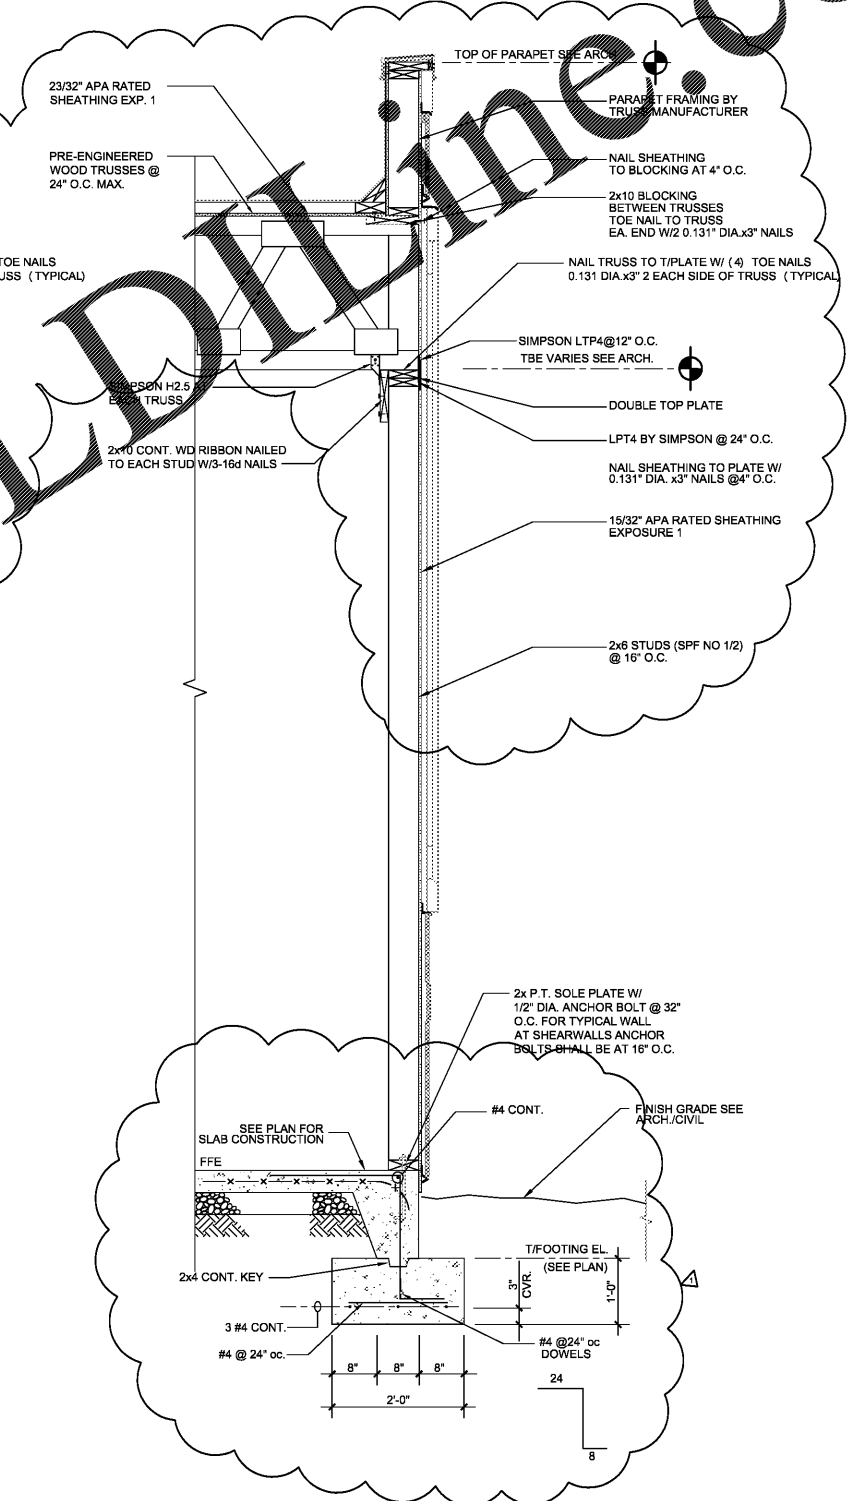 TOP OF PARAPET SEE ARCH
23/32" APA RATED
SHEATHING EXP. 1
PARAPET FRAMING BY
TRUSS MANUFACTURER
PRE-ENGINEERED
WOOD TRUSSES @
24" O.C. MAX.
NAIL SHEATHING
TO BLOCKING AT 4" O.C.
2x10 BLOCKING
BETWEEN TRUSSES
TOE NAIL TO TRUSS
EA. END W/2 0.131" DIA.x3" NAILS
TOE NAILS
USS (TYPICAL)
NAIL TRUSS TO T/PLATE W/ (4) TOE NAILS
0.131 DIA.x3" 2 EACH SIDE OF TRUSS (TYPICAL)
SIMPSON LTP4@12" O.C.
TBE VARIES SEE ARCH.
SIMPSON H2.5 AT
EACH TRUSS
DOUBLE TOP PLATE
LPT4 BY SIMPSON @ 24" O.C.
2x10 CONT. WD RIBBON NAILED
TO EACH STUD W/3-16d NAILS
NAIL SHEATHING TO PLATE W/
0.131" DIA. x3" NAILS @4" O.C.
15/32" APA RATED SHEATHING
EXPOSURE 1
2x6 STUDS (SPF NO 1/2)
@ 16" O.C.
2x P.T. SOLE PLATE W/
1/2" DIA. ANCHOR BOLT @ 32"
O.C. FOR TYPICAL WALL
AT SHEARWALLS ANCHOR
BOLTS SHALL BE AT 16" O.C.
#4 CONT.
FINISH GRADE SEE
ARCH./CIVIL
SEE PLAN FOR
SLAB CONSTRUCTION
FFE
T/FOOTING EL.
(SEE PLAN)
2x4 CONT. KEY
3"
CVR.
1'-0"
1
3 #4 CONT.
#4 @ 24" oc.
#4 @24" oc
DOWELS
8"
8"
8"
2'-0"
24
8
LDILine.co